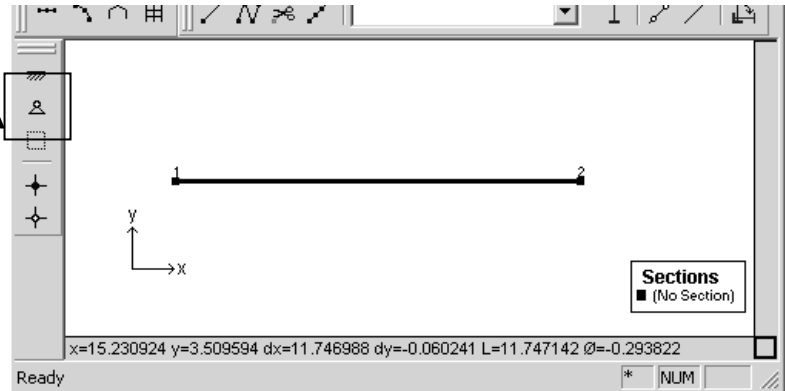 1 2
y
x
Sections
(No Section)
x=15.230924 y=3.509594 dx=11.746988 dy=-0.060241 L=11.747142 Ø=-0.293822
Ready * NUM